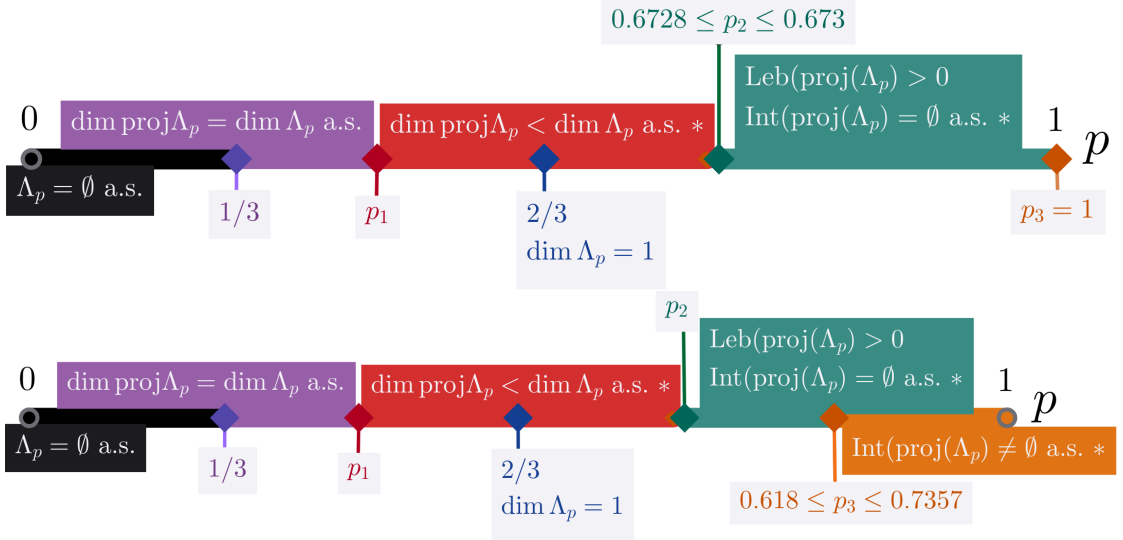 0.6728 ≤ p₂ ≤ 0.673
Leb(proj(Λₚ) > 0
Int(proj(Λₚ) = ∅ a.s. *
0
dim projΛₚ = dim Λₚ a.s.
dim projΛₚ < dim Λₚ a.s. *
1
p
Λₚ = ∅ a.s.
1/3
p₁
2/3
dim Λₚ = 1
p₃ = 1
p₂
Leb(proj(Λₚ) > 0
Int(proj(Λₚ) = ∅ a.s. *
0
dim projΛₚ = dim Λₚ a.s.
dim projΛₚ < dim Λₚ a.s. *
1
p
Λₚ = ∅ a.s.
1/3
p₁
2/3
dim Λₚ = 1
Int(proj(Λₚ) ≠ ∅ a.s. *
0.618 ≤ p₃ ≤ 0.7357